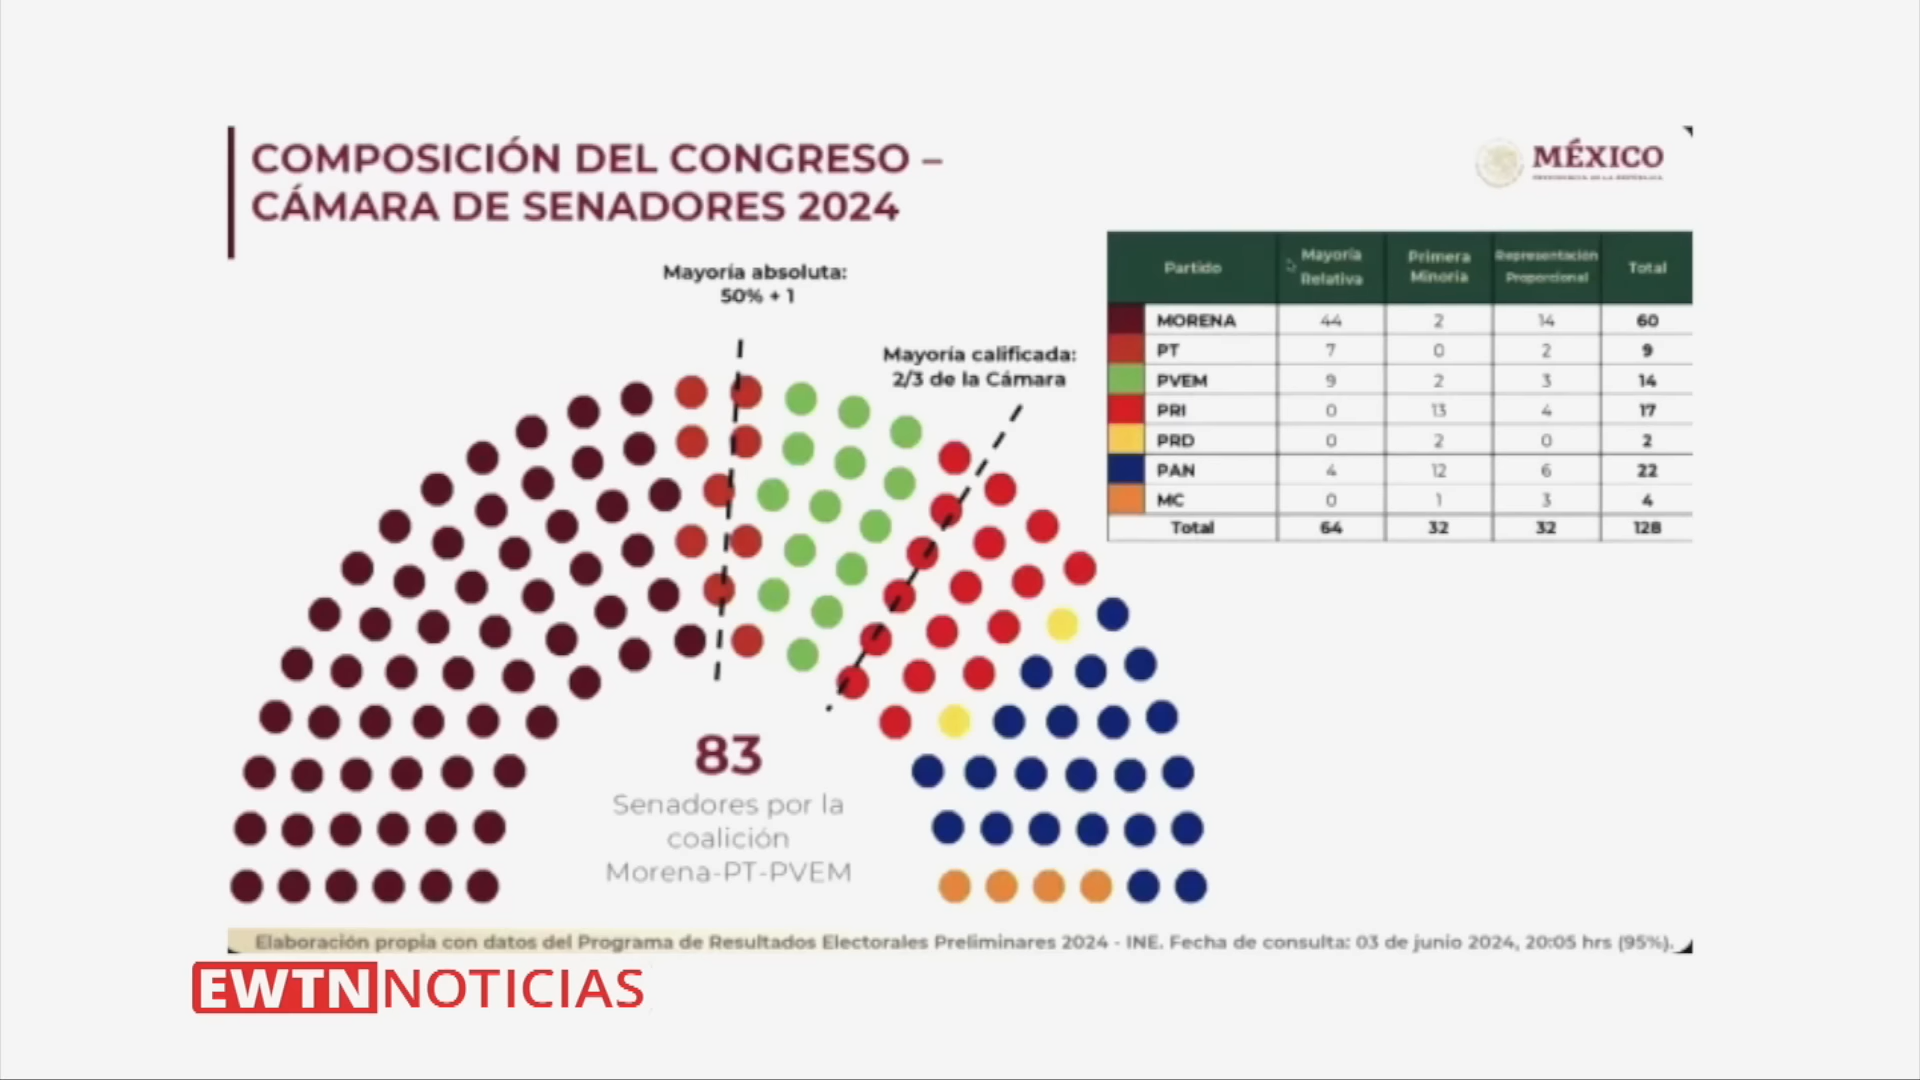 COMPOSICIÓN DEL CONGRESO –
CÁMARA DE SENADORES 2024
MÉXICO
Mayoría absoluta:
50% + 1
Mayoría calificada:
2/3 de la Cámara
Partido Mayoría Relativa Primera Minoría Representación Proporcional Total
MORENA 44 2 14 60
PT 7 0 2 9
PVEM 9 2 3 14
PRI 0 13 4 17
PRD 0 2 0 2
PAN 4 12 6 22
MC 0 1 3 4
Total 64 32 32 128
83
Senadores por la
coalición
Morena-PT-PVEM
Elaboración propia con datos del Programa de Resultados Electorales Preliminares 2024 - INE. Fecha de consulta: 03 de junio 2024, 20:05 hrs (95%).
EWTN NOTICIAS